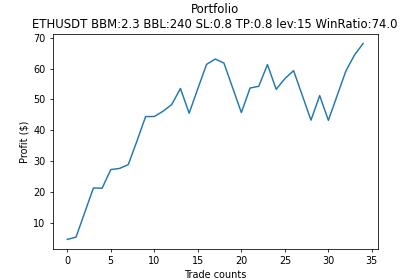 Portfolio
ETHUSDT BBM:2.3 BBL:240 SL:0.8 TP:0.8 lev:15 WinRatio:74.0
70
60
50
40
30
20
10
Profit ($)
0 5 10 15 20 25 30 35
Trade counts